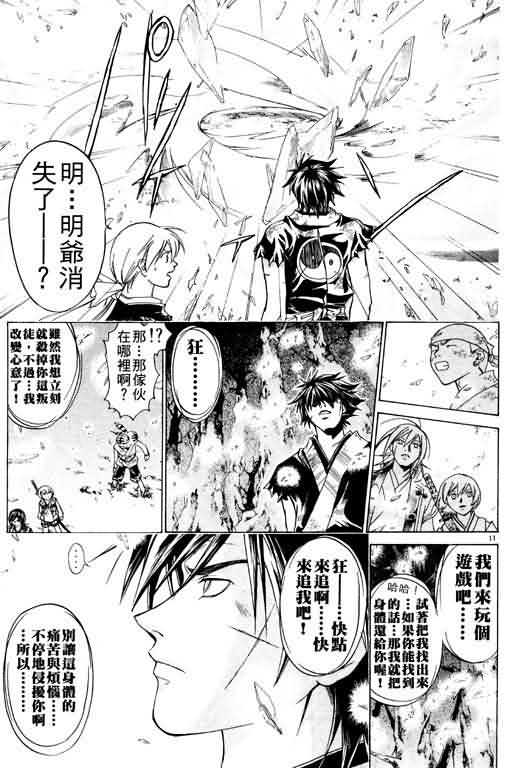 明…明爺消
失了——？
狂………
!?
那…那傢伙
在哪裡啊？
雖然我想立刻
就殺掉你這叛
徒…不過…我
改變心意了！
11
我們來玩個
遊戲吧……
哈哈！
試著把我找出來
…如果你能找到
的話…那我就把
身體還給你喔！
狂——……快點
來追啊……快
來追我吧！
……
別讓這身體的
痛苦與煩惱……
不停地侵擾你啊
……所以………